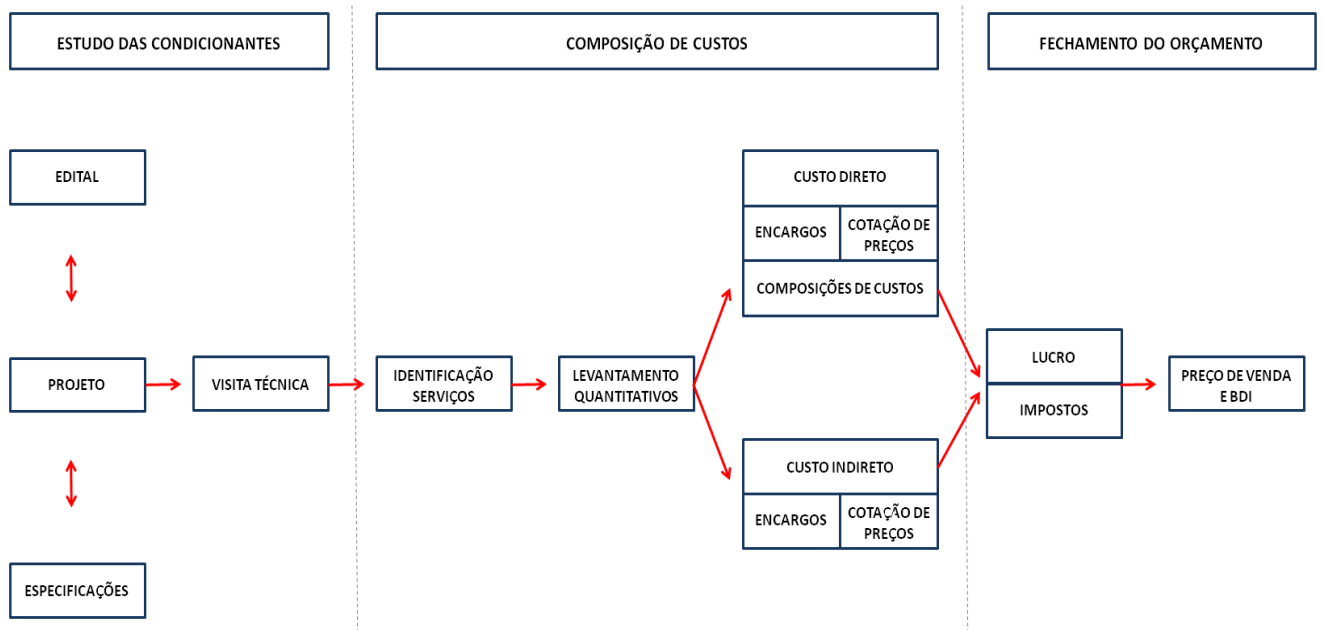 ESTUDO DAS CONDICIONANTES
COMPOSIÇÃO DE CUSTOS
FECHAMENTO DO ORÇAMENTO
EDITAL
PROJETO
ESPECIFICAÇÕES
VISITA TÉCNICA
IDENTIFICAÇÃO
SERVIÇOS
LEVANTAMENTO
QUANTITATIVOS
CUSTO DIRETO
ENCARGOS
COTAÇÃO DE
PREÇOS
COMPOSIÇÕES DE CUSTOS
CUSTO INDIRETO
ENCARGOS
COTAÇÃO DE
PREÇOS
LUCRO
IMPOSTOS
PREÇO DE VENDA
E BDI